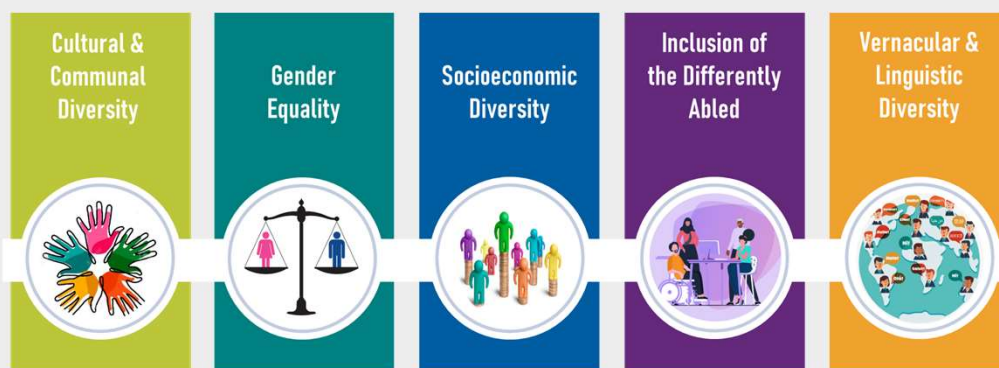 Cultural &
Communal
Diversity
Gender
Equality
Socioeconomic
Diversity
Inclusion of
the Differently
Abled
Vernacular &
Linguistic
Diversity